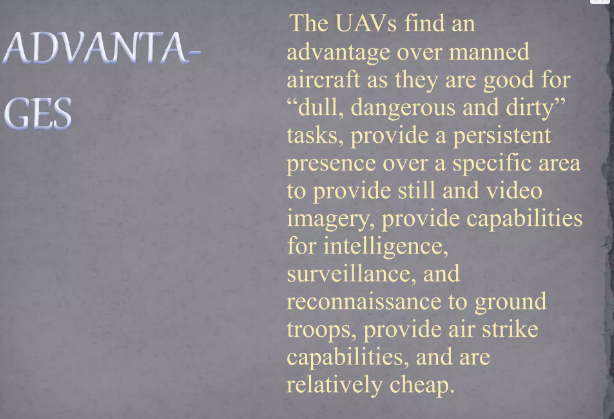 ADVANTA-
GES
The UAVs find an
advantage over manned
aircraft as they are good for
“dull, dangerous and dirty”
tasks, provide a persistent
presence over a specific area
to provide still and video
imagery, provide capabilities
for intelligence,
surveillance, and
reconnaissance to ground
troops, provide air strike
capabilities, and are
relatively cheap.